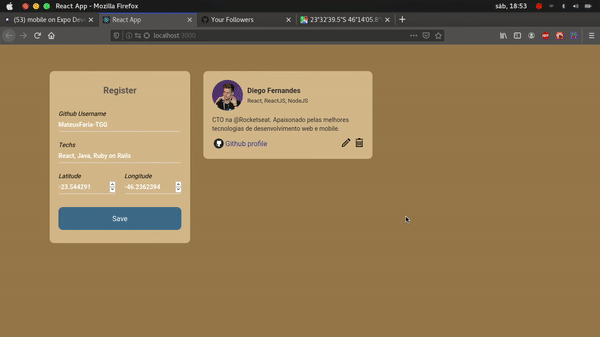 React App - Mozilla Firefox
sáb, 18:53
(53) mobile on Expo Dev
React App
Your Followers
23°32'39.5"S 46°14'05.8"
localhost:3000
Register
Github Username
MateusFeria-TGG
Techs
React, Java, Ruby on Rails
Latitude
Longitude
-23.544291
-46.2362394
Save
Diego Fernandes
React, ReactJS, NodeJS
CTO na @Rocketseat. Apaixonado pelas melhores
tecnologias de desenvolvimento web e mobile.
Github profile